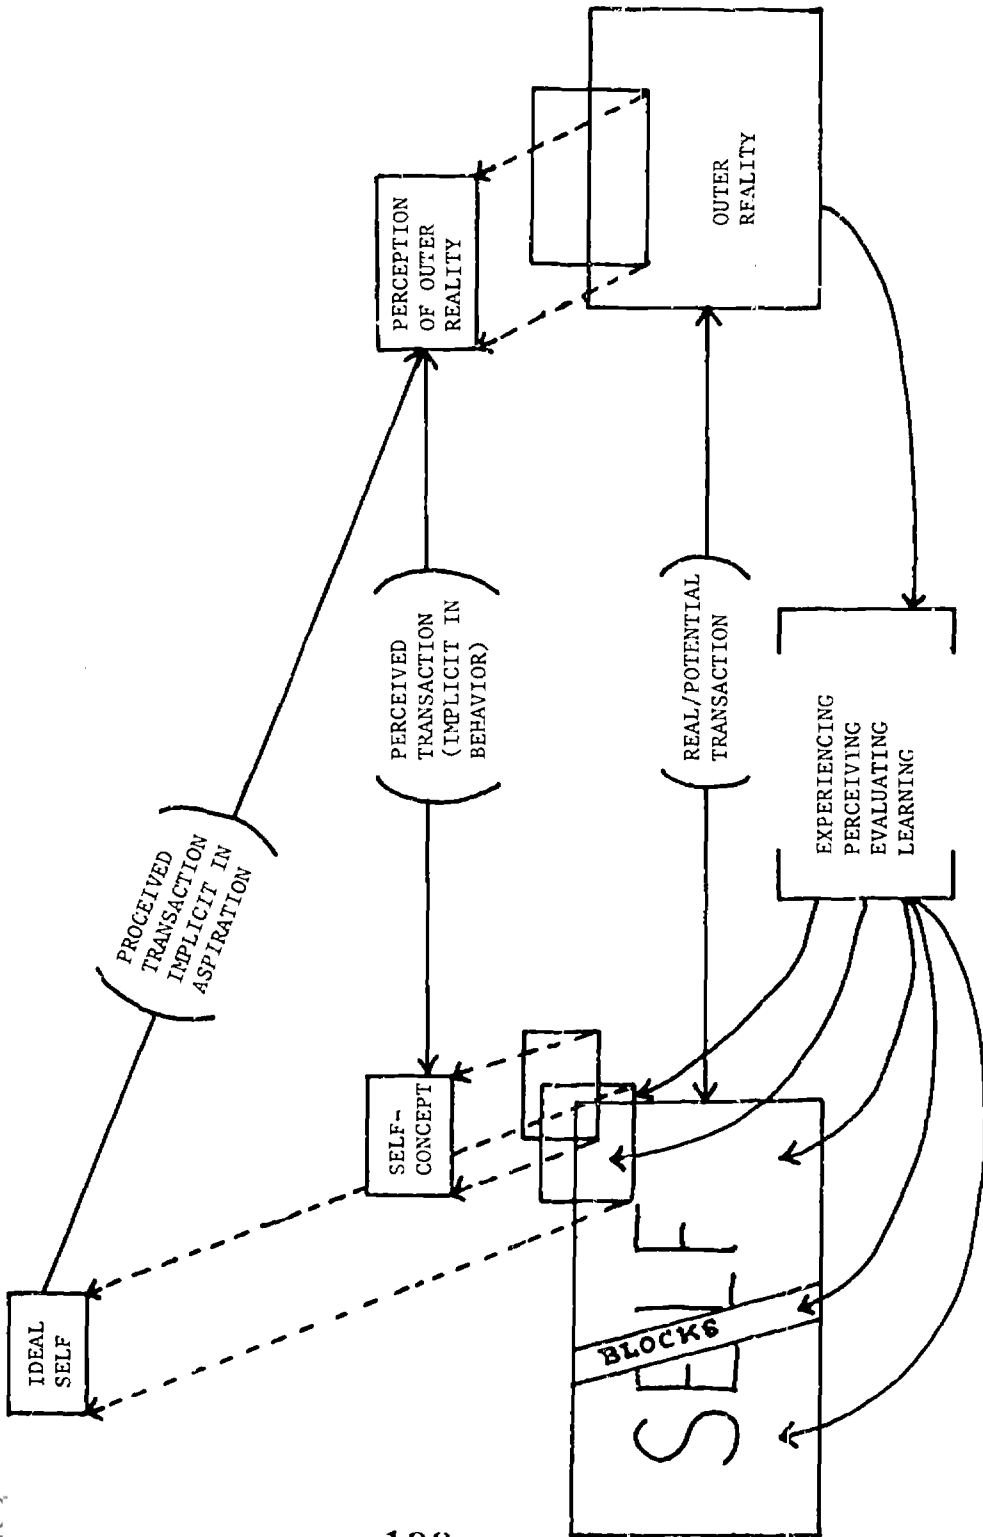 IDEAL
SELF
PROCEIVED
TRANSACTION
IMPLICIT IN
ASPIRATION
SELF-
CONCEPT
PERCEIVED
TRANSACTION
(IMPLICIT IN
BEHAVIOR)
PERCEPTION
OF OUTER
REALITY
SELF
BLOCKS
REAL/POTENTIAL
TRANSACTION
OUTER
RFALITY
EXPERIENCING
PERCEIVING
EVALUATING
LEARNING